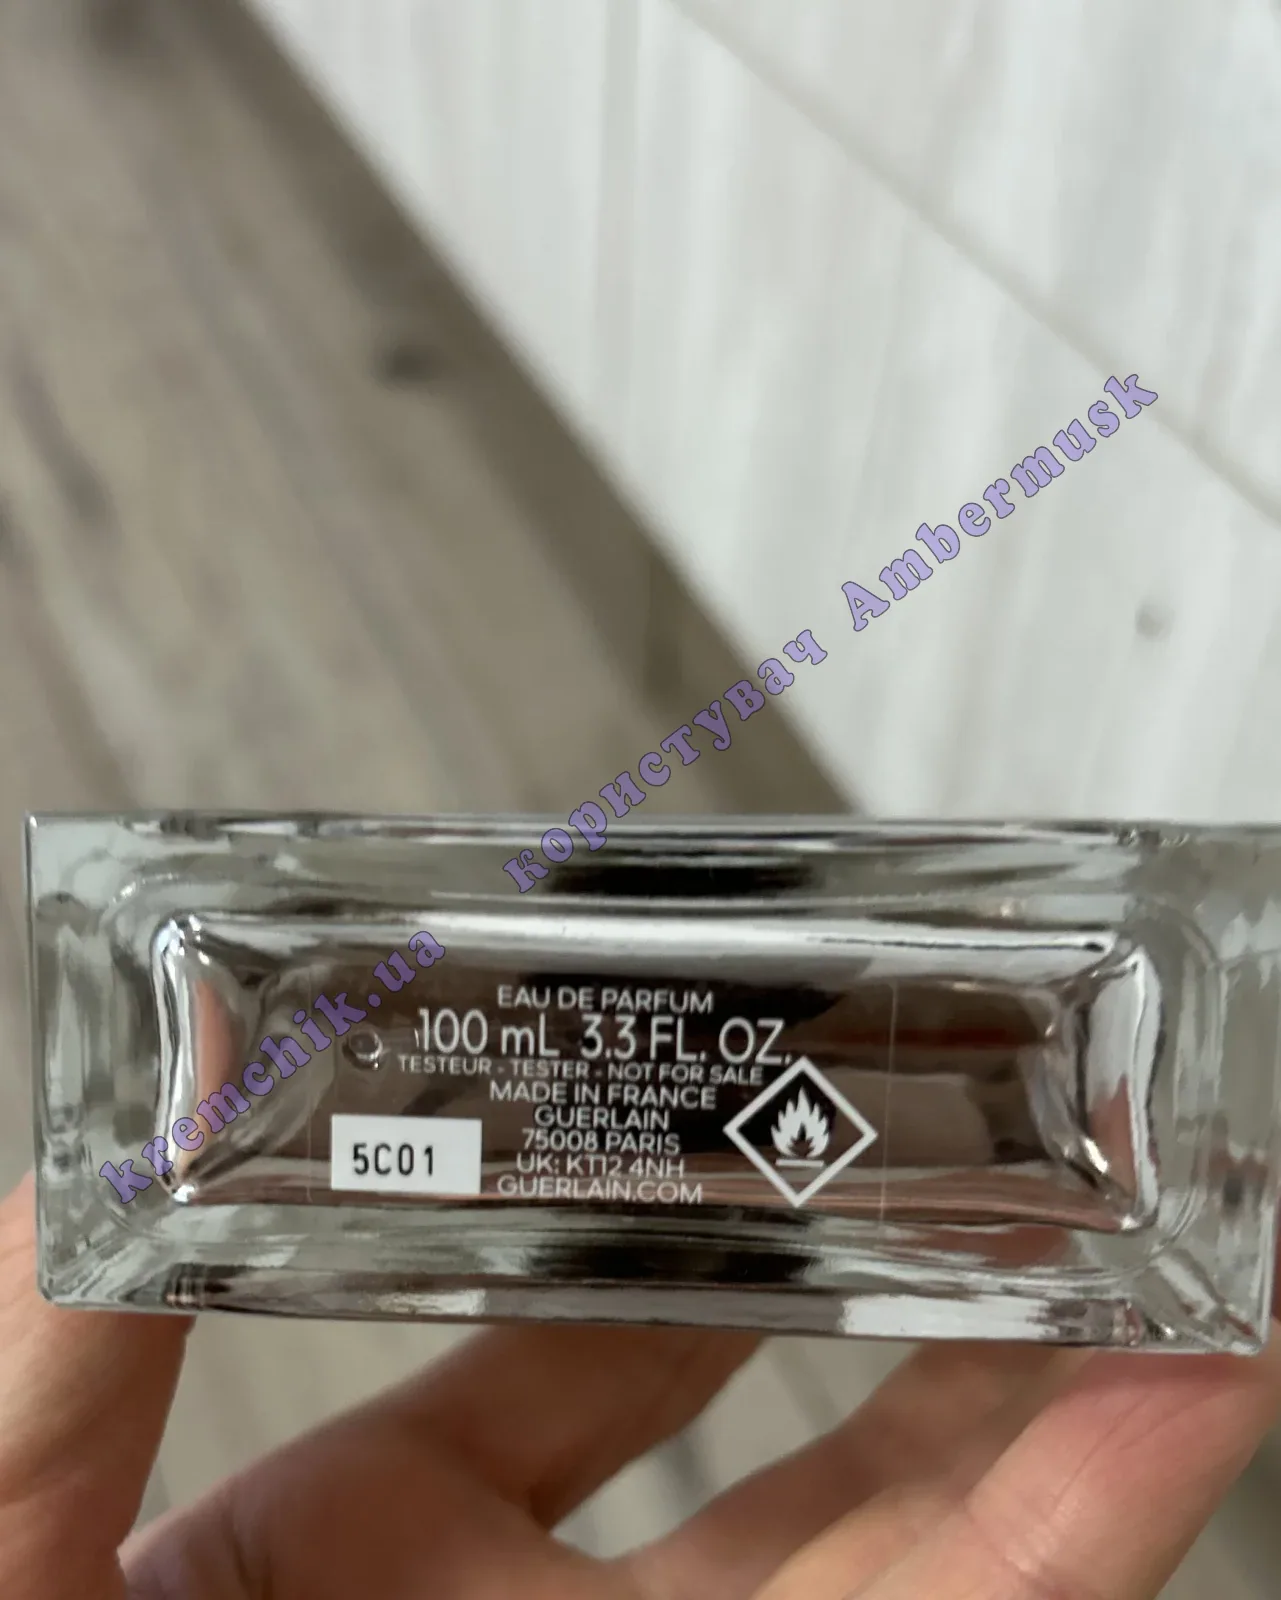 EAU DE PARFUM
100 mL 3.3 FL. OZ.
TESTEUR - TESTER - NOT FOR SALE
MADE IN FRANCE
GUERLAIN
75008 PARIS
UK: KT12 4NH
GUERLAIN.COM
5C01
kremchik.ua користувач Ambermusk